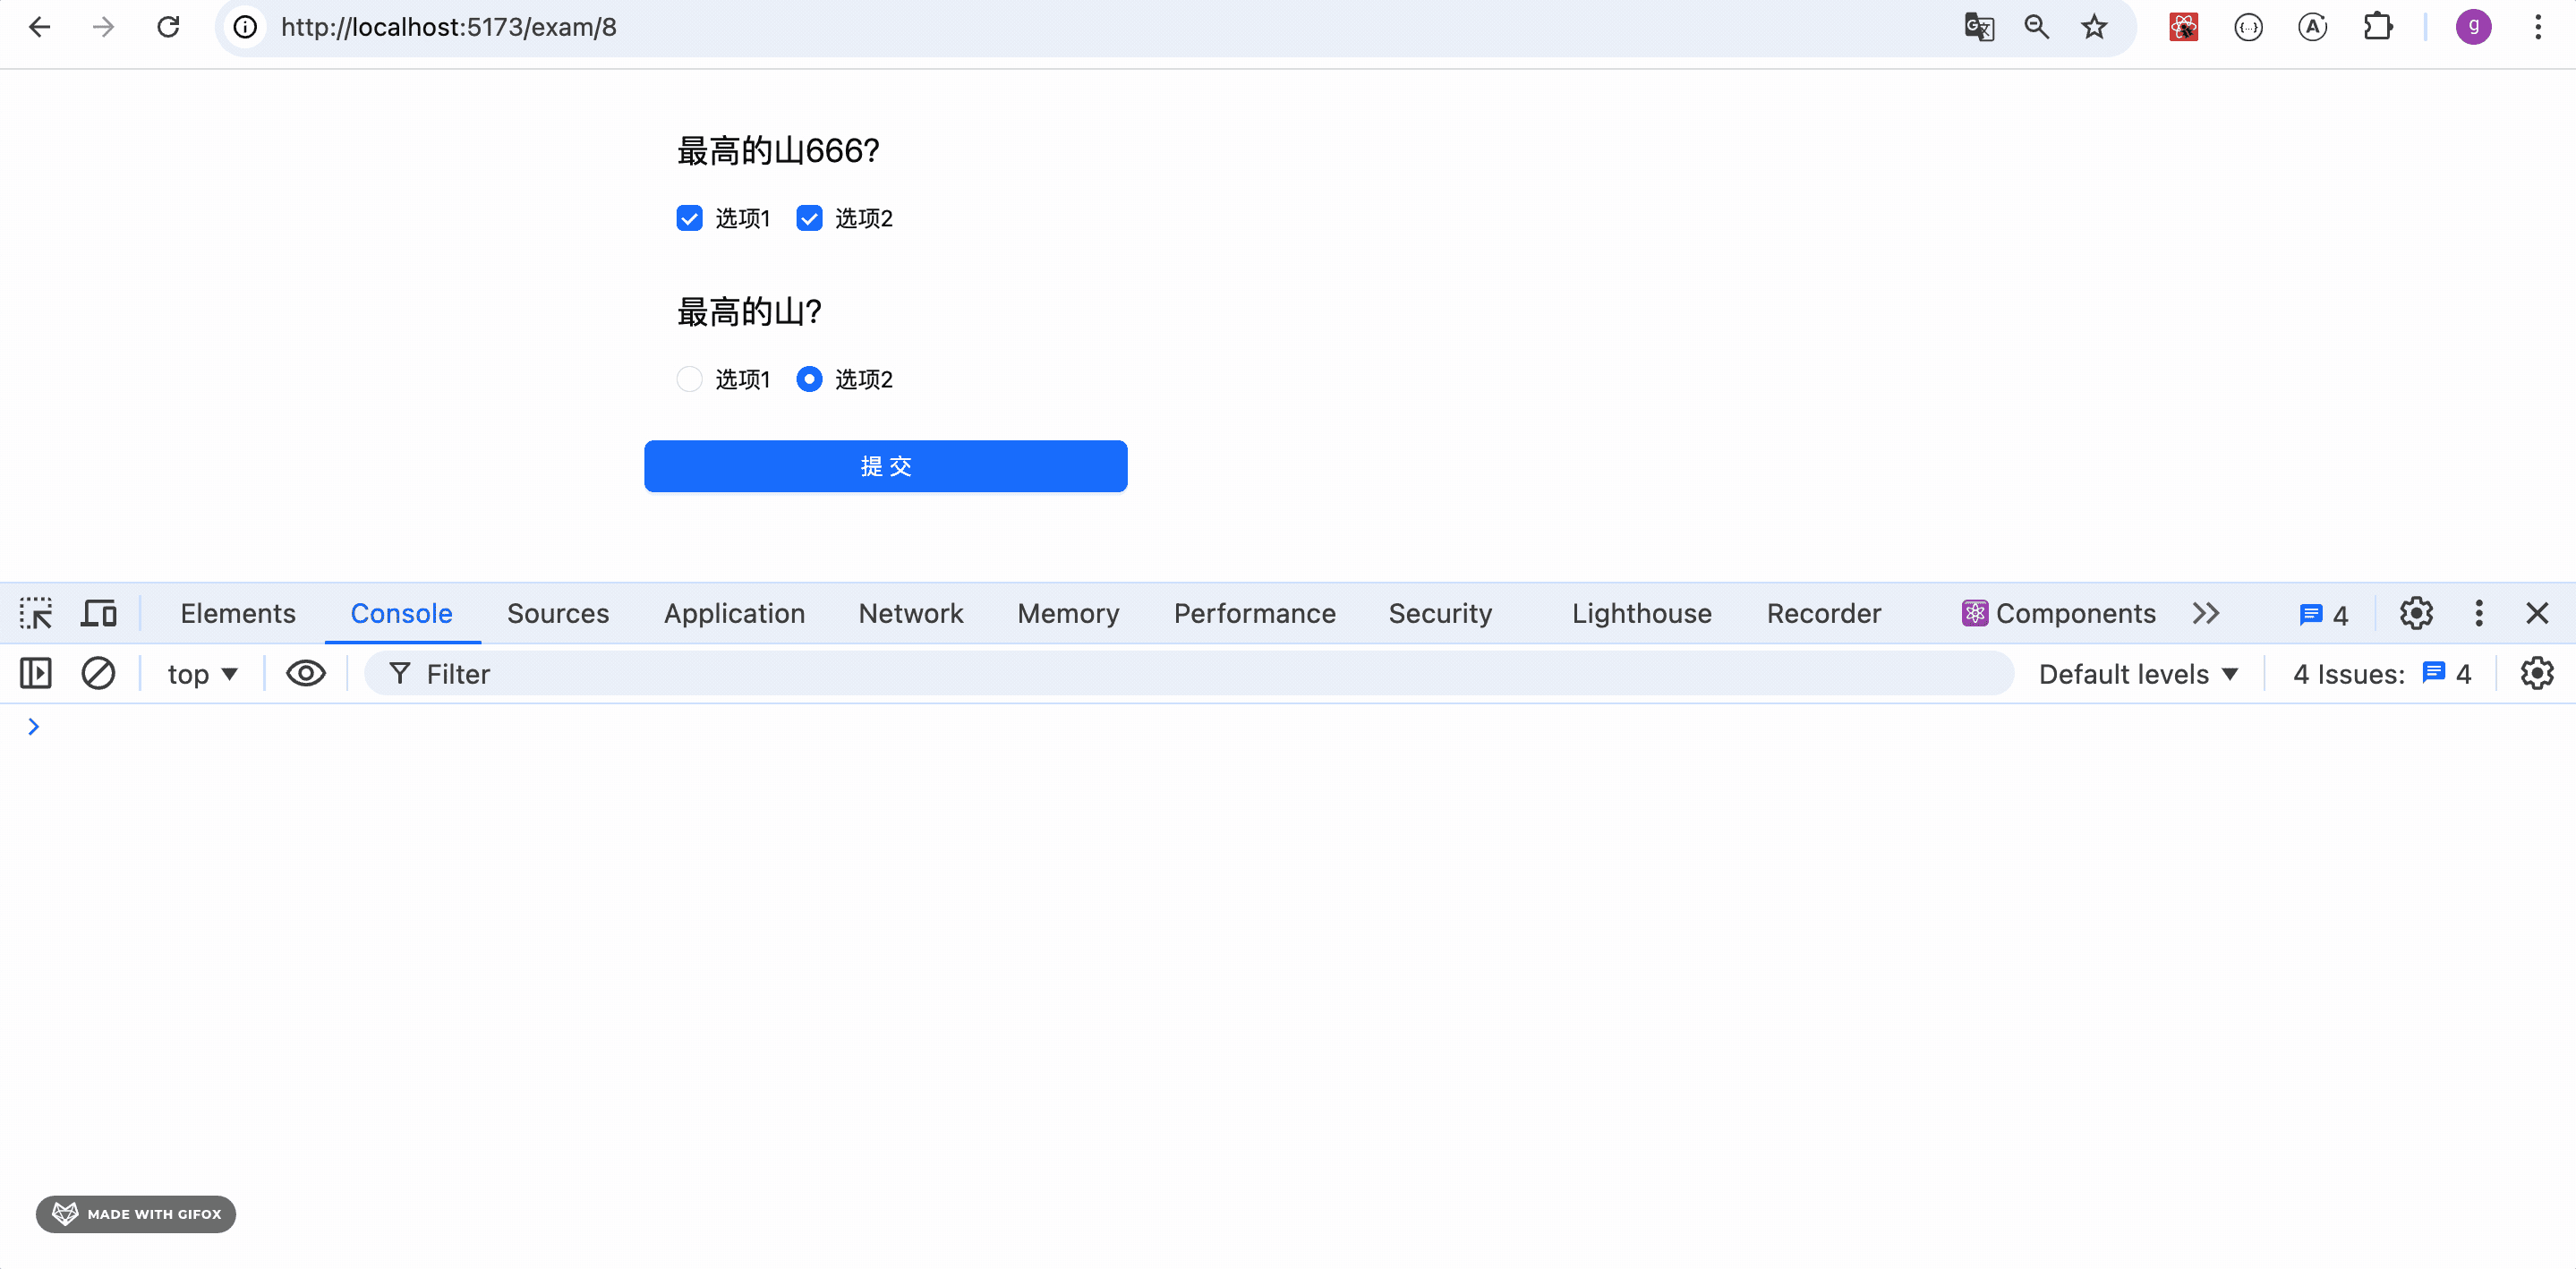 http://localhost:5173/exam/8
g
最高的山666?
选项1 选项2
最高的山?
选项1 选项2
提 交
Elements Console Sources Application Network Memory Performance Security Lighthouse Recorder Components 4
top Filter Default levels 4 Issues: 4
MADE WITH GIFOX